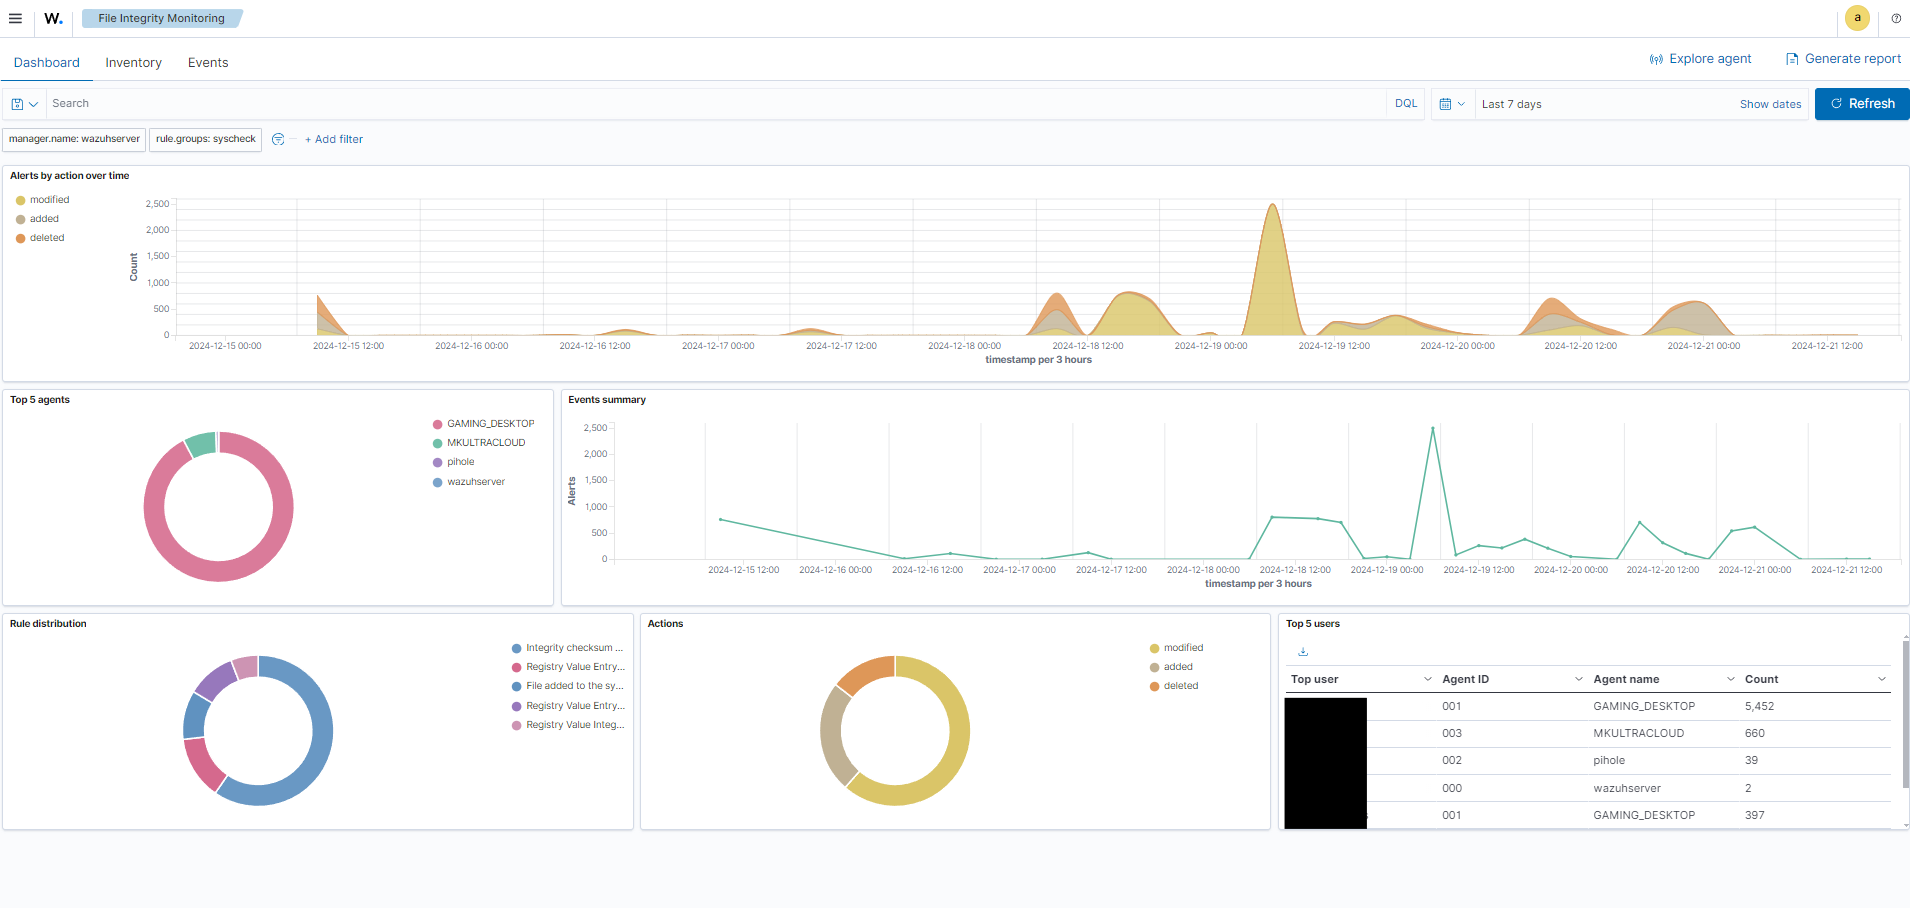 W.
File Integrity Monitoring
a
Dashboard
Inventory
Events
Explore agent
Generate report
Search
DQL
Last 7 days
Show dates
Refresh
manager.name: wazuhserver
rule.groups: syscheck
+ Add filter
Alerts by action over time
modified
added
deleted
Count
2,500
2,000
1,500
1,000
500
0
2024-12-15 00:00
2024-12-15 12:00
2024-12-16 00:00
2024-12-16 12:00
2024-12-17 00:00
2024-12-17 12:00
2024-12-18 00:00
2024-12-18 12:00
2024-12-19 00:00
2024-12-19 12:00
2024-12-20 00:00
2024-12-20 12:00
2024-12-21 00:00
2024-12-21 12:00
timestamp per 3 hours
Top 5 agents
GAMING_DESKTOP
MKULTRACLOUD
pihole
wazuhserver
Events summary
Alerts
2,500
2,000
1,500
1,000
500
0
2024-12-15 12:00
2024-12-16 00:00
2024-12-16 12:00
2024-12-17 00:00
2024-12-17 12:00
2024-12-18 00:00
2024-12-18 12:00
2024-12-19 00:00
2024-12-19 12:00
2024-12-20 00:00
2024-12-20 12:00
2024-12-21 00:00
2024-12-21 12:00
timestamp per 3 hours
Rule distribution
Integrity checksum ...
Registry Value Entry...
File added to the sy...
Registry Value Entry...
Registry Value Integ...
Actions
modified
added
deleted
Top 5 users
Top user Agent ID Agent name Count
001 GAMING_DESKTOP 5,452
003 MKULTRACLOUD 660
002 pihole 39
000 wazuhserver 2
001 GAMING_DESKTOP 397